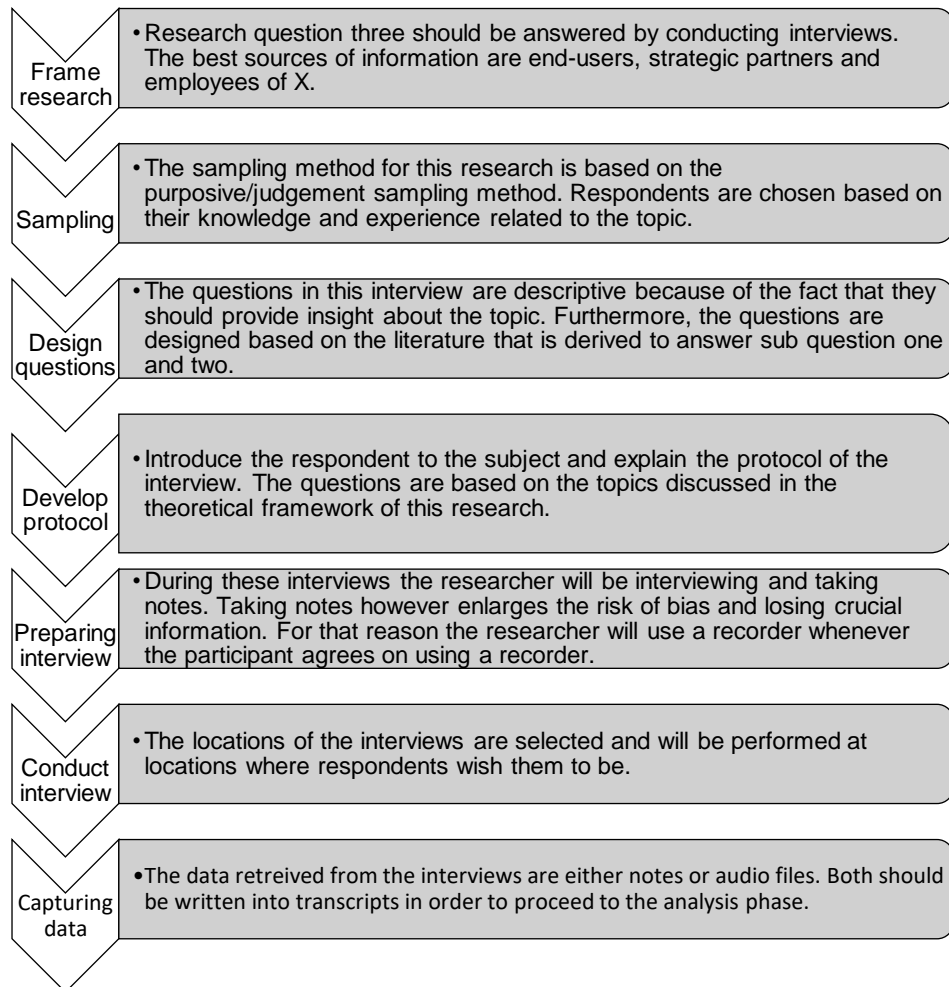 Frame
research
• Research question three should be answered by conducting interviews.
The best sources of information are end-users, strategic partners and
employees of X.
Sampling
• The sampling method for this research is based on the
purposive/judgement sampling method. Respondents are chosen based on
their knowledge and experience related to the topic.
Design
questions
• The questions in this interview are descriptive because of the fact that they
should provide insight about the topic. Furthermore, the questions are
designed based on the literature that is derived to answer sub question one
and two.
Develop
protocol
• Introduce the respondent to the subject and explain the protocol of the
interview. The questions are based on the topics discussed in the
theoretical framework of this research.
Preparing
interview
• During these interviews the researcher will be interviewing and taking
notes. Taking notes however enlarges the risk of bias and losing crucial
information. For that reason the researcher will use a recorder whenever
the participant agrees on using a recorder.
Conduct
interview
• The locations of the interviews are selected and will be performed at
locations where respondents wish them to be.
Capturing
data
• The data retreived from the interviews are either notes or audio files. Both should
be written into transcripts in order to proceed to the analysis phase.